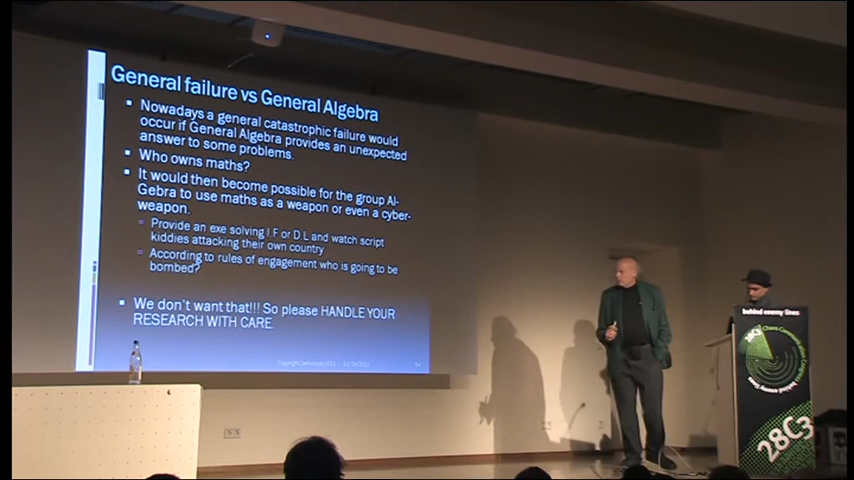 General failure vs General Algebra
Nowadays a general catastrophic failure would
occur if General Algebra provides an unexpected
answer to some problems.
Who owns maths?
It would then become possible for the group Al-
Gebra to use maths as a weapon or even a cyber-
weapon.
Provide an exe solving I.F or D.L and watch script
kiddies attacking their own country
According to rules of engagement who is going to be
bombed?
We don't want that!!! So please HANDLE YOUR
RESEARCH WITH CARE.
behind enemy lines
28C3
behind enemy lines
28C3